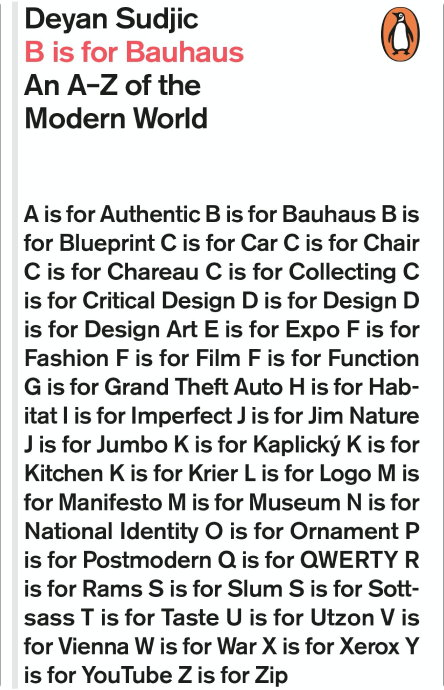 Deyan Sudjic
B is for Bauhaus
An A–Z of the
Modern World
A is for Authentic B is for Bauhaus B is
for Blueprint C is for Car C is for Chair
C is for Chareau C is for Collecting C
is for Critical Design D is for Design D
is for Design Art E is for Expo F is for
Fashion F is for Film F is for Function
G is for Grand Theft Auto H is for Hab-
itat I is for Imperfect J is for Jim Nature
J is for Jumbo K is for Kaplický K is for
Kitchen K is for Krier L is for Logo M is
for Manifesto M is for Museum N is for
National Identity O is for Ornament P
is for Postmodern Q is for QWERTY R
is for Rams S is for Slum S is for Sott-
sass T is for Taste U is for Utzon V is
for Vienna W is for War X is for Xerox Y
is for YouTube Z is for Zip